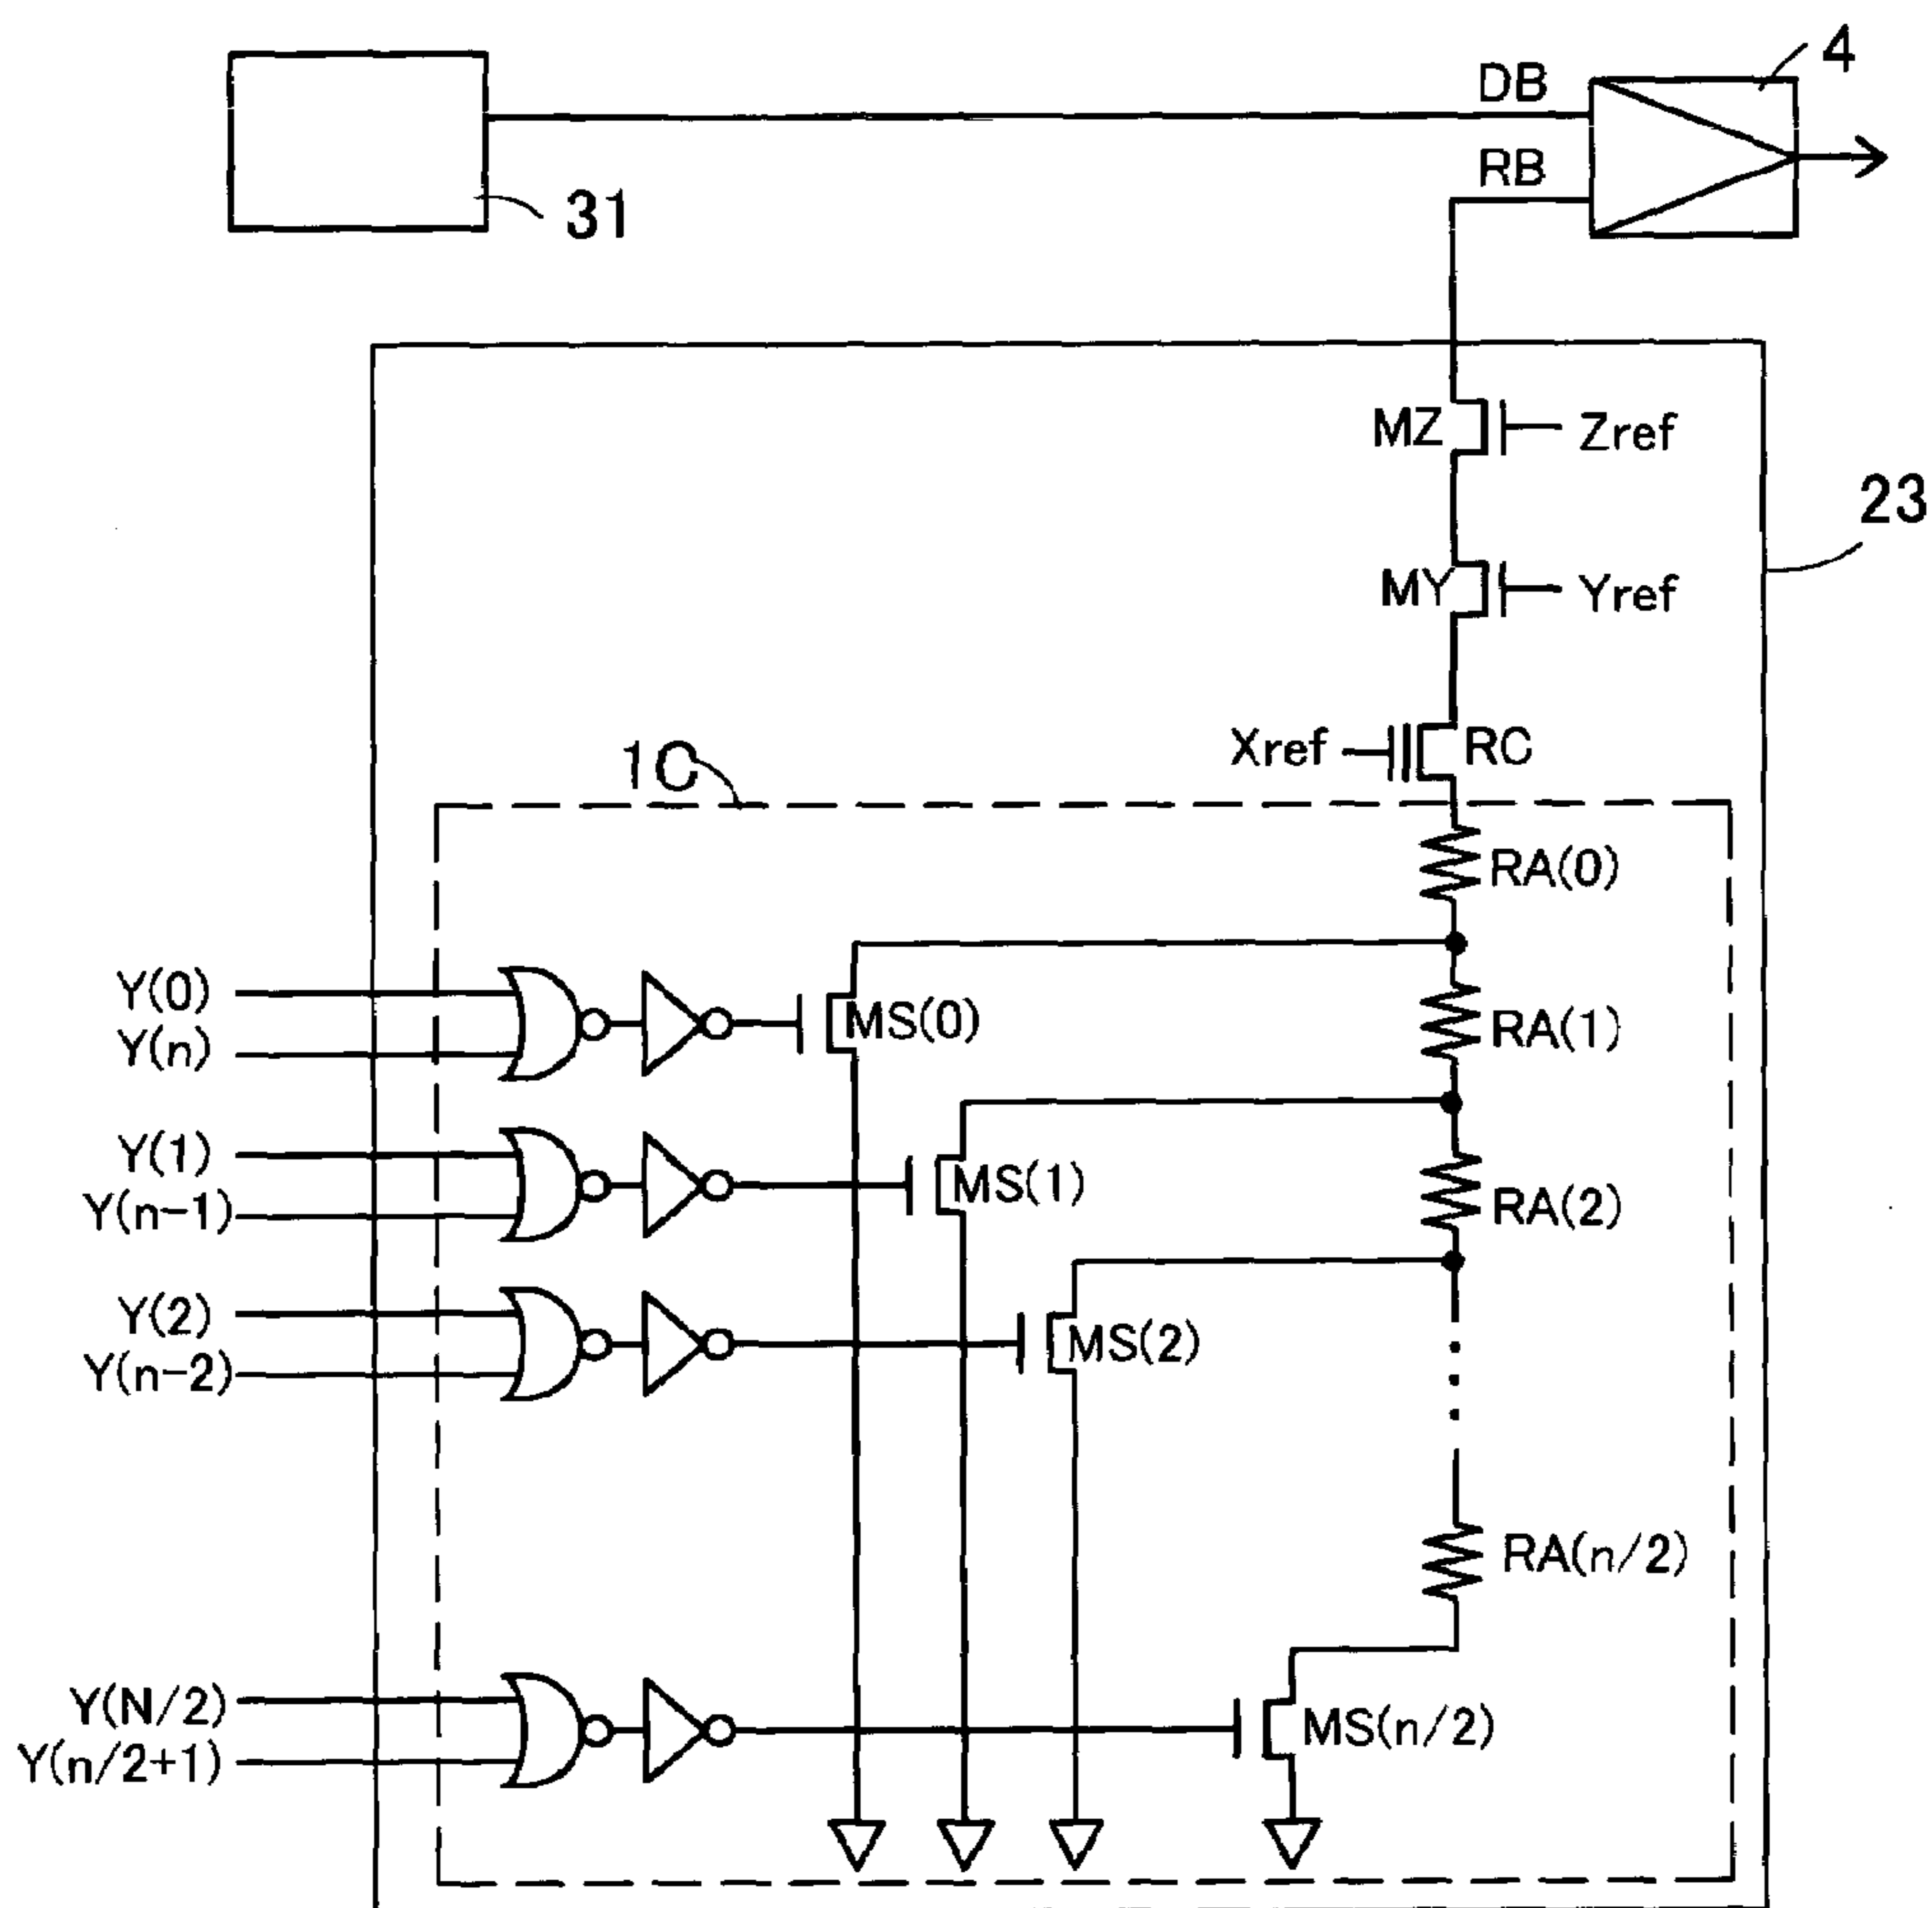 4
DB
RB
31
MZ
Zref
23
MY
Yref
Xref
RC
1C
RA(0)
Y(0)
MS(0)
RA(1)
Y(n)
Y(1)
MS(1)
RA(2)
Y(n-1)
Y(2)
MS(2)
Y(n-2)
RA(n/2)
Y(N/2)
MS(n/2)
Y(n/2+1)